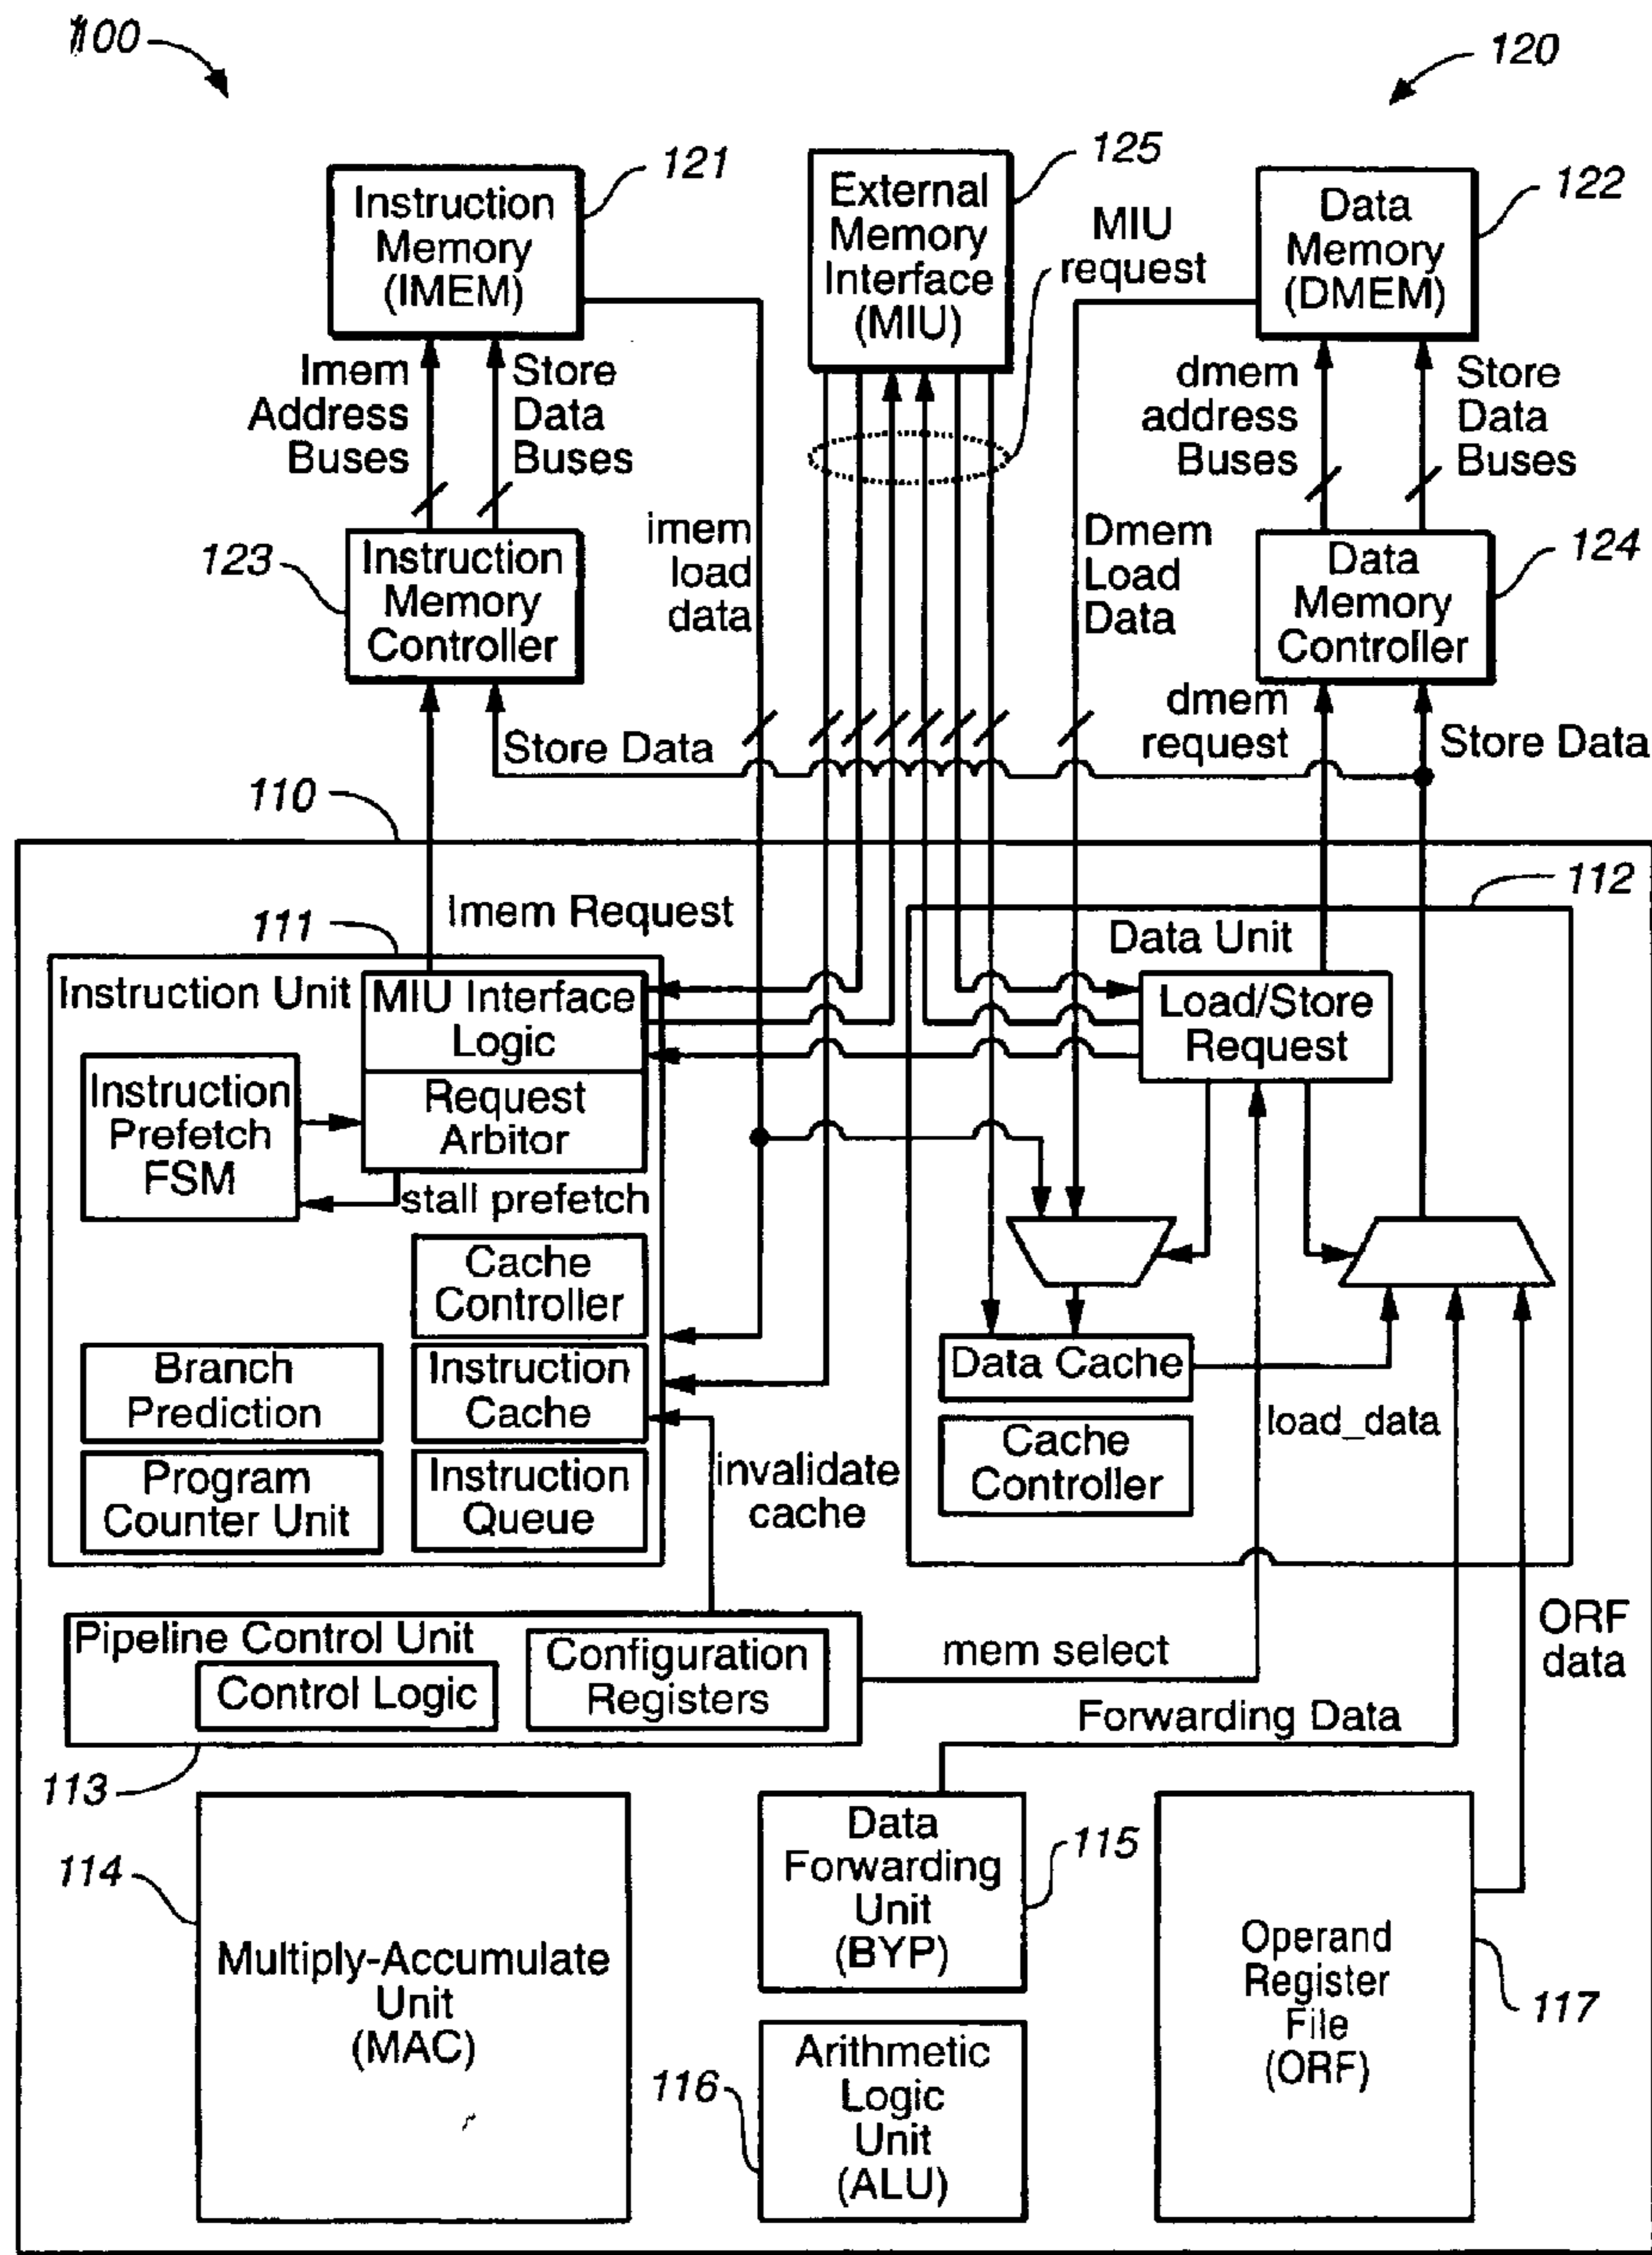 100
120
121
Instruction
Memory
(IMEM)
125
External
Memory
Interface
(MIU)
MIU
request
122
Data
Memory
(DMEM)
Imem
Address
Buses
Store
Data
Buses
dmem
address
Buses
Store
Data
Buses
123
Instruction
Memory
Controller
imem
load
data
Dmem
Load
Data
124
Data
Memory
Controller
dmem
request
Store Data
Store Data
110
112
Imem Request
111
Data Unit
Instruction Unit
MIU Interface
Logic
Load/Store
Request
Instruction
Prefetch
FSM
Request
Arbitor
stall prefetch
Cache
Controller
Data Cache
Branch
Prediction
Instruction
Cache
load_data
Cache
Controller
Program
Counter Unit
Instruction
Queue
invalidate
cache
ORF
data
Pipeline Control Unit
Control Logic
Configuration
Registers
mem select
Forwarding Data
113
114
Multiply-Accumulate
Unit
(MAC)
Data
Forwarding
Unit
(BYP)
115
Operand
Register
File
(ORF)
117
116
Arithmetic
Logic
Unit
(ALU)